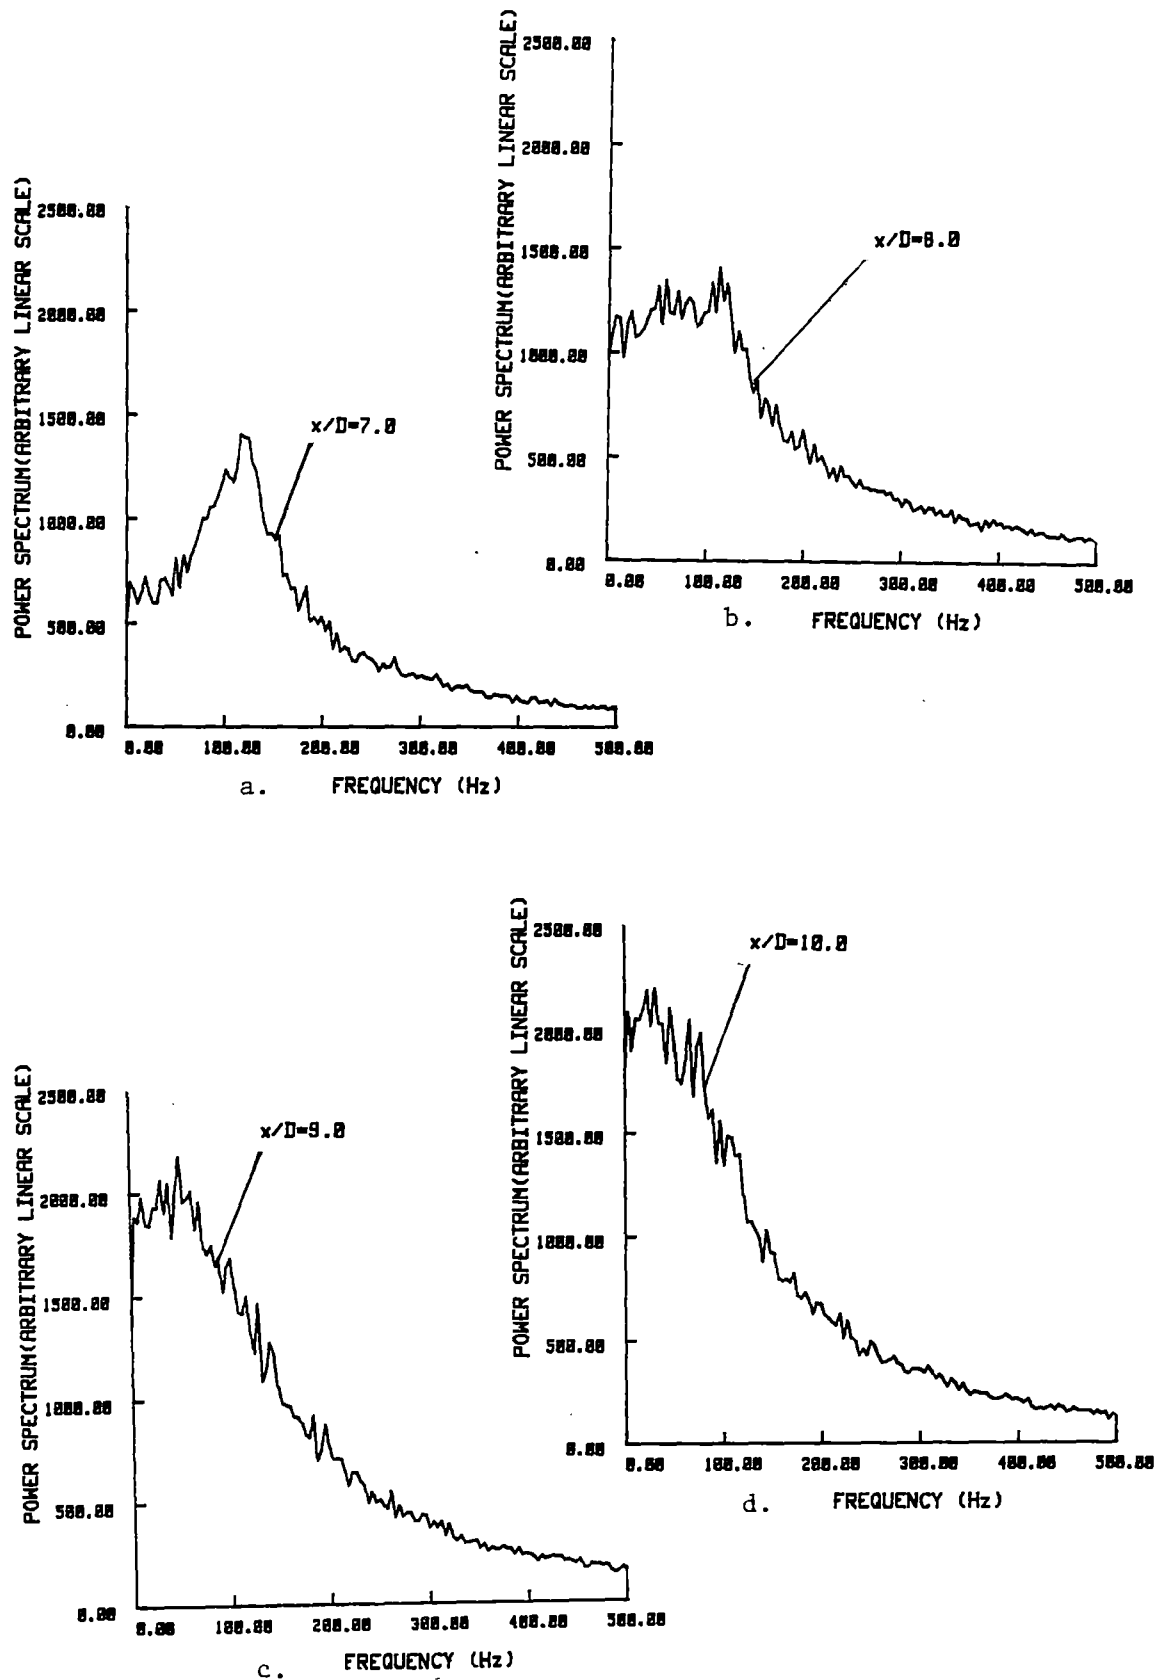 POWER SPECTRUM(ARBITRARY LINEAR SCALE)
2500.00
2000.00
1500.00
1000.00
500.00
0.00
x/D=7.0
0.00 100.00 200.00 300.00 400.00 500.00
a. FREQUENCY (Hz)
POWER SPECTRUM(ARBITRARY LINEAR SCALE)
2500.00
2000.00
1500.00
1000.00
500.00
0.00
x/D=8.0
0.00 100.00 200.00 300.00 400.00 500.00
b. FREQUENCY (Hz)
POWER SPECTRUM(ARBITRARY LINEAR SCALE)
2500.00
2000.00
1500.00
1000.00
500.00
0.00
x/D=9.0
0.00 100.00 200.00 300.00 400.00 500.00
c. FREQUENCY (Hz)
POWER SPECTRUM(ARBITRARY LINEAR SCALE)
2500.00
2000.00
1500.00
1000.00
500.00
0.00
x/D=10.0
0.00 100.00 200.00 300.00 400.00 500.00
d. FREQUENCY (Hz)